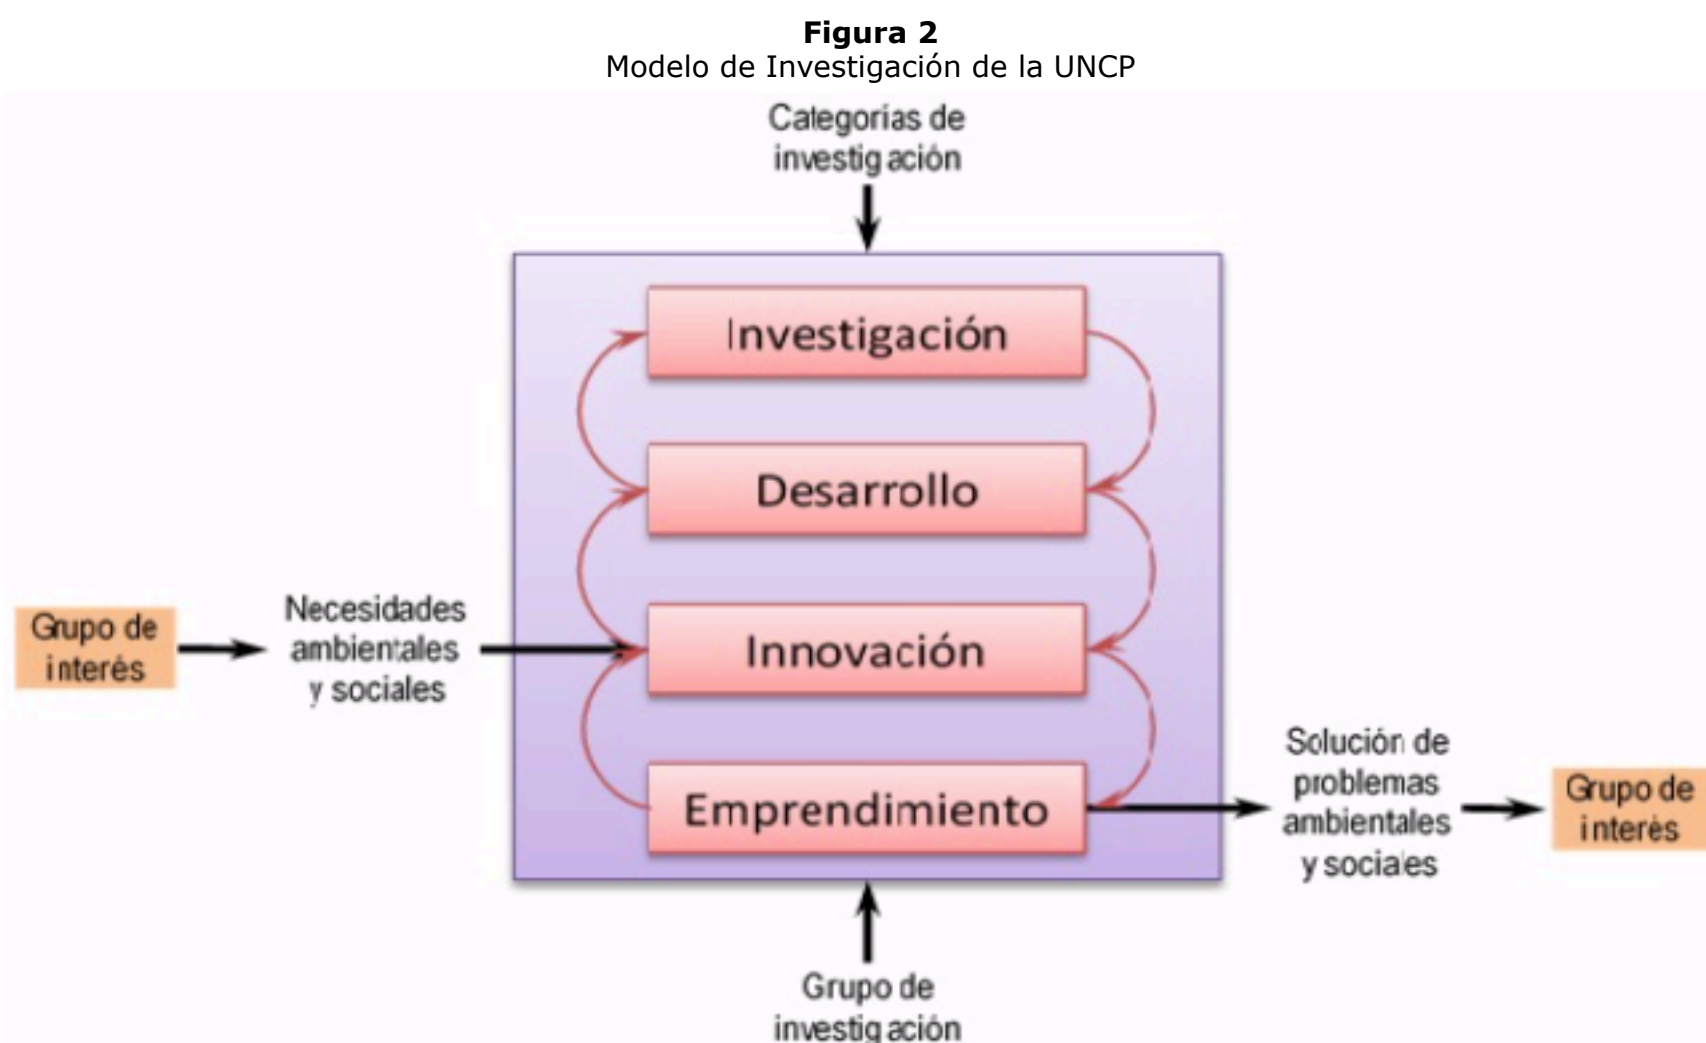 Figura 2
Modelo de Investigación de la UNCP
Categorías de
investigación
Investigación
Desarrollo
Innovación
Emprendimiento
Grupo de
interés
Necesidades
ambientales
y sociales
Solución de
problemas
ambientales
y sociales
Grupo de
interés
Grupo de
investigación